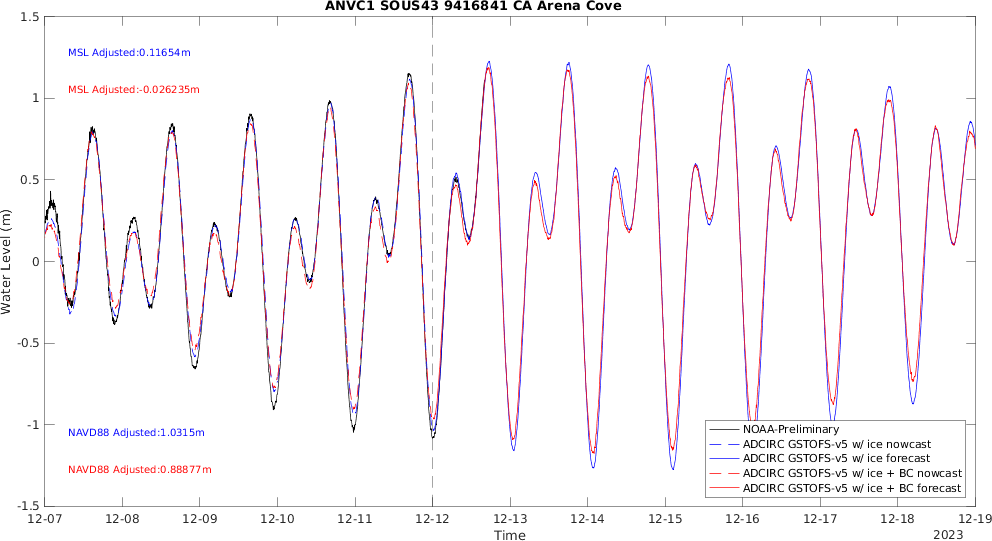 ANVC1 SOUS43 9416841 CA Arena Cove
1.5
1
0.5
0
-0.5
-1
-1.5
Water Level (m)
MSL Adjusted:0.11654m
MSL Adjusted:-0.026235m
NAVD88 Adjusted:1.0315m
NAVD88 Adjusted:0.88877m
NOAA-Preliminary
ADCIRC GSTOFS-v5 w/ ice nowcast
ADCIRC GSTOFS-v5 w/ ice forecast
ADCIRC GSTOFS-v5 w/ ice + BC nowcast
ADCIRC GSTOFS-v5 w/ ice + BC forecast
12-07 12-08 12-09 12-10 12-11 12-12 12-13 12-14 12-15 12-16 12-17 12-18 12-19
Time
2023